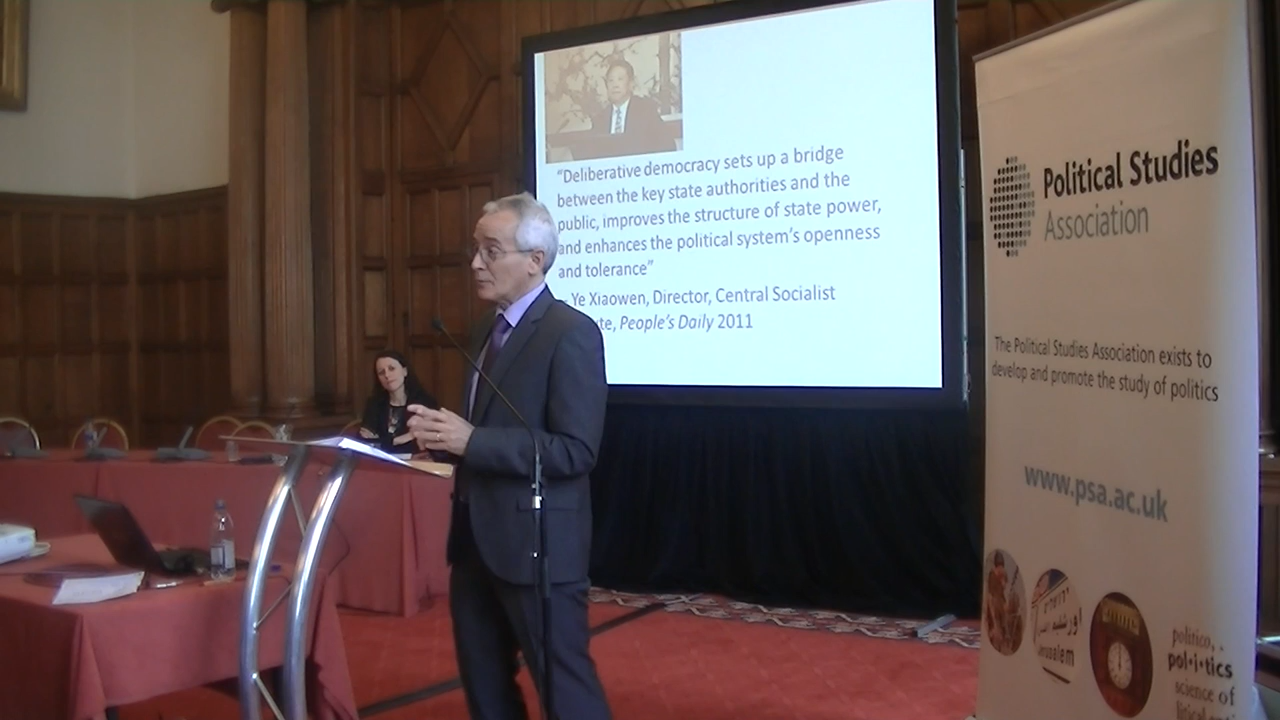 “Deliberative democracy sets up a bridge
between the key state authorities and the
public, improves the structure of state power,
and enhances the political system’s openness
and tolerance”
Ye Xiaowen, Director, Central Socialist
People’s Daily 2011
Political Studies
Association
The Political Studies Association exists to
develop and promote the study of politics
www.psa.ac.uk
Jerusalem
pol•i•tics
science of